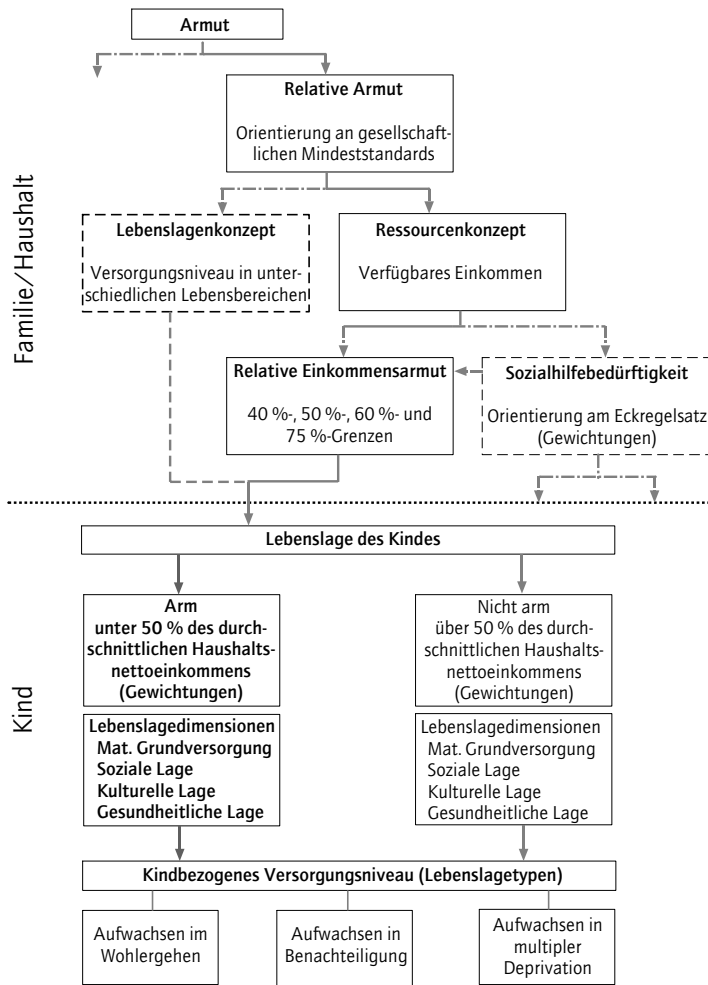 Armut
Relative Armut
Orientierung an gesellschaft-
lichen Mindeststandards
Familie/Haushalt
Lebenslagenkonzept
Versorgungsniveau in unter-
schiedlichen Lebensbereichen
Ressourcenkonzept
Verfügbares Einkommen
Relative Einkommensarmut
40 %-, 50 %-, 60 %- und
75 %-Grenzen
Sozialhilfebedürftigkeit
Orientierung am Eckregelsatz
(Gewichtungen)
Kind
Lebenslage des Kindes
Arm
unter 50 % des durch-
schnittlichen Haushalts-
nettoeinkommens
(Gewichtungen)
Nicht arm
über 50 % des durch-
schnittlichen Haushalts-
nettoeinkommens
(Gewichtungen)
Lebenslagedimensionen
Mat. Grundversorgung
Soziale Lage
Kulturelle Lage
Gesundheitliche Lage
Lebenslagedimensionen
Mat. Grundversorgung
Soziale Lage
Kulturelle Lage
Gesundheitliche Lage
Kindbezogenes Versorgungsniveau (Lebenslagetypen)
Aufwachsen im
Wohlergehen
Aufwachsen in
Benachteiligung
Aufwachsen in
multipler
Deprivation